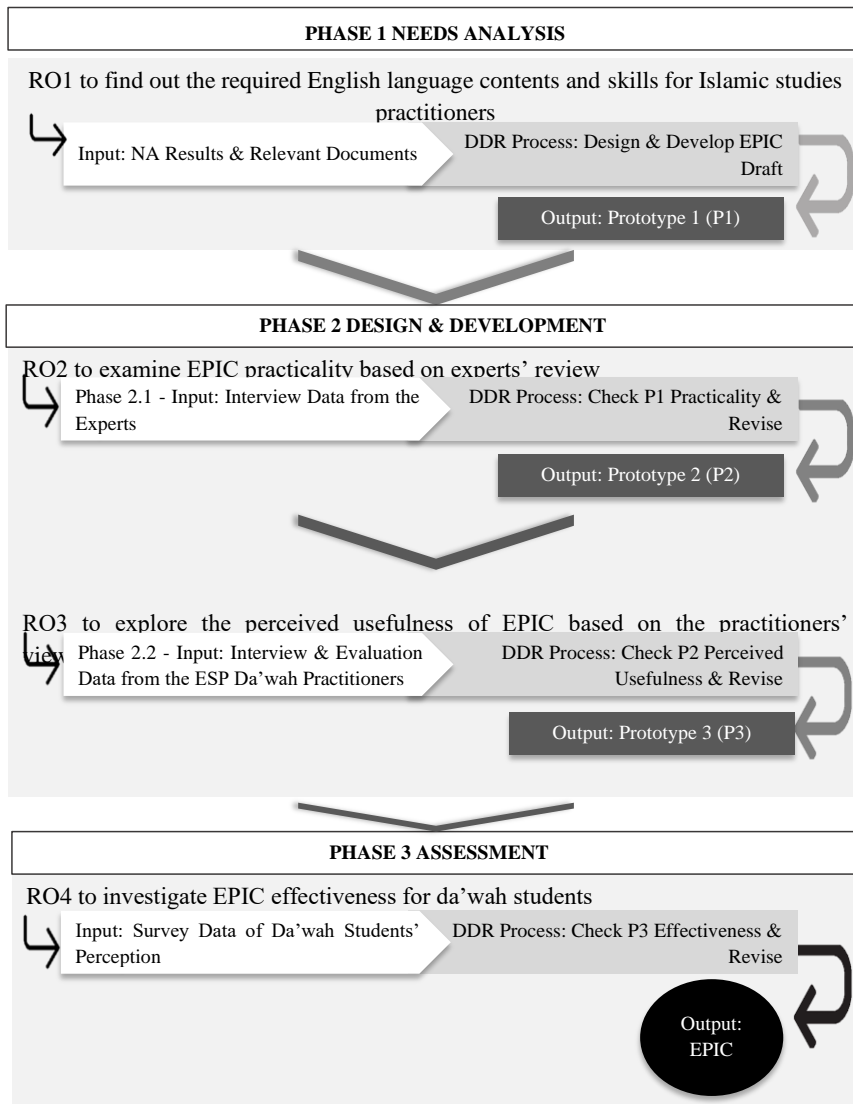 PHASE 1 NEEDS ANALYSIS
RO1 to find out the required English language contents and skills for Islamic studies
practitioners
Input: NA Results & Relevant Documents
DDR Process: Design & Develop EPIC
Draft
Output: Prototype 1 (P1)
PHASE 2 DESIGN & DEVELOPMENT
RO2 to examine EPIC practicality based on experts’ review
Phase 2.1 - Input: Interview Data from the
Experts
DDR Process: Check P1 Practicality &
Revise
Output: Prototype 2 (P2)
RO3 to explore the perceived usefulness of EPIC based on the practitioners’
Phase 2.2 - Input: Interview & Evaluation
Data from the ESP Da’wah Practitioners
DDR Process: Check P2 Perceived
Usefulness & Revise
Output: Prototype 3 (P3)
PHASE 3 ASSESSMENT
RO4 to investigate EPIC effectiveness for da’wah students
Input: Survey Data of Da’wah Students’
Perception
DDR Process: Check P3 Effectiveness &
Revise
Output:
EPIC